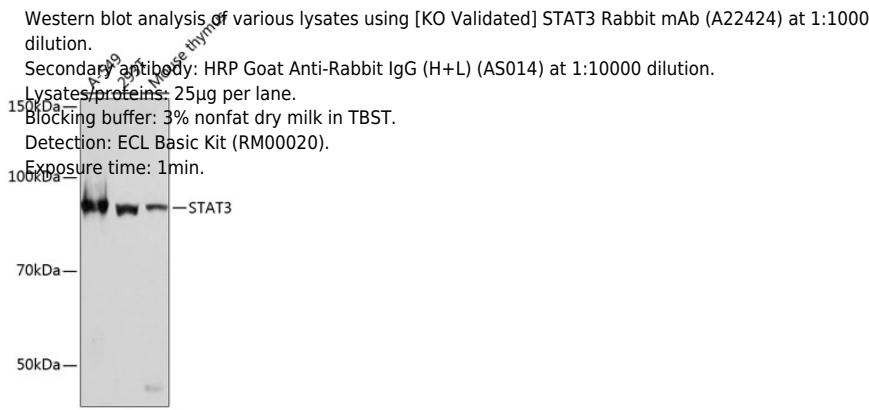 Western blot analysis of various lysates using [KO Validated] STAT3 Rabbit mAb (A22424) at 1:1000
dilution.
Secondary antibody: HRP Goat Anti-Rabbit IgG (H+L) (AS014) at 1:10000 dilution.
Lysates/proteins: 25μg per lane.
Blocking buffer: 3% nonfat dry milk in TBST.
Detection: ECL Basic Kit (RM00020).
Exposure time: 1min.
A-549
293T
Mouse thymus
150kDa
100kDa
STAT3
70kDa
50kDa